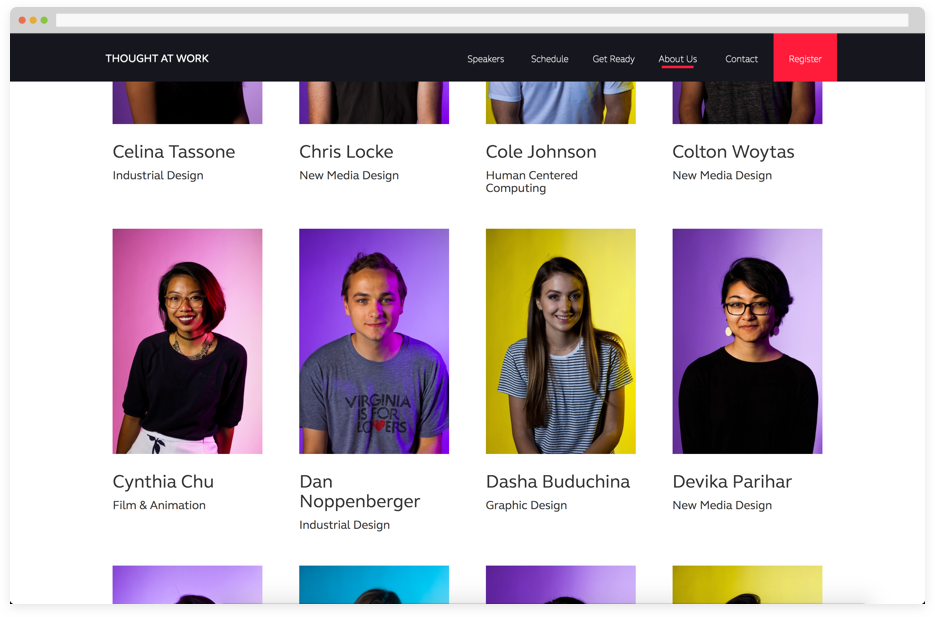 THOUGHT AT WORK
Speakers
Schedule
Get Ready
About Us
Contact
Register
Celina Tassone
Chris Locke
Cole Johnson
Colton Woytas
Industrial Design
New Media Design
Human Centered
Computing
New Media Design
VIRGINIA
IS FOR
LOVERS
Cynthia Chu
Dan
Noppenberger
Dasha Buduchina
Devika Parihar
Film & Animation
Industrial Design
Graphic Design
New Media Design